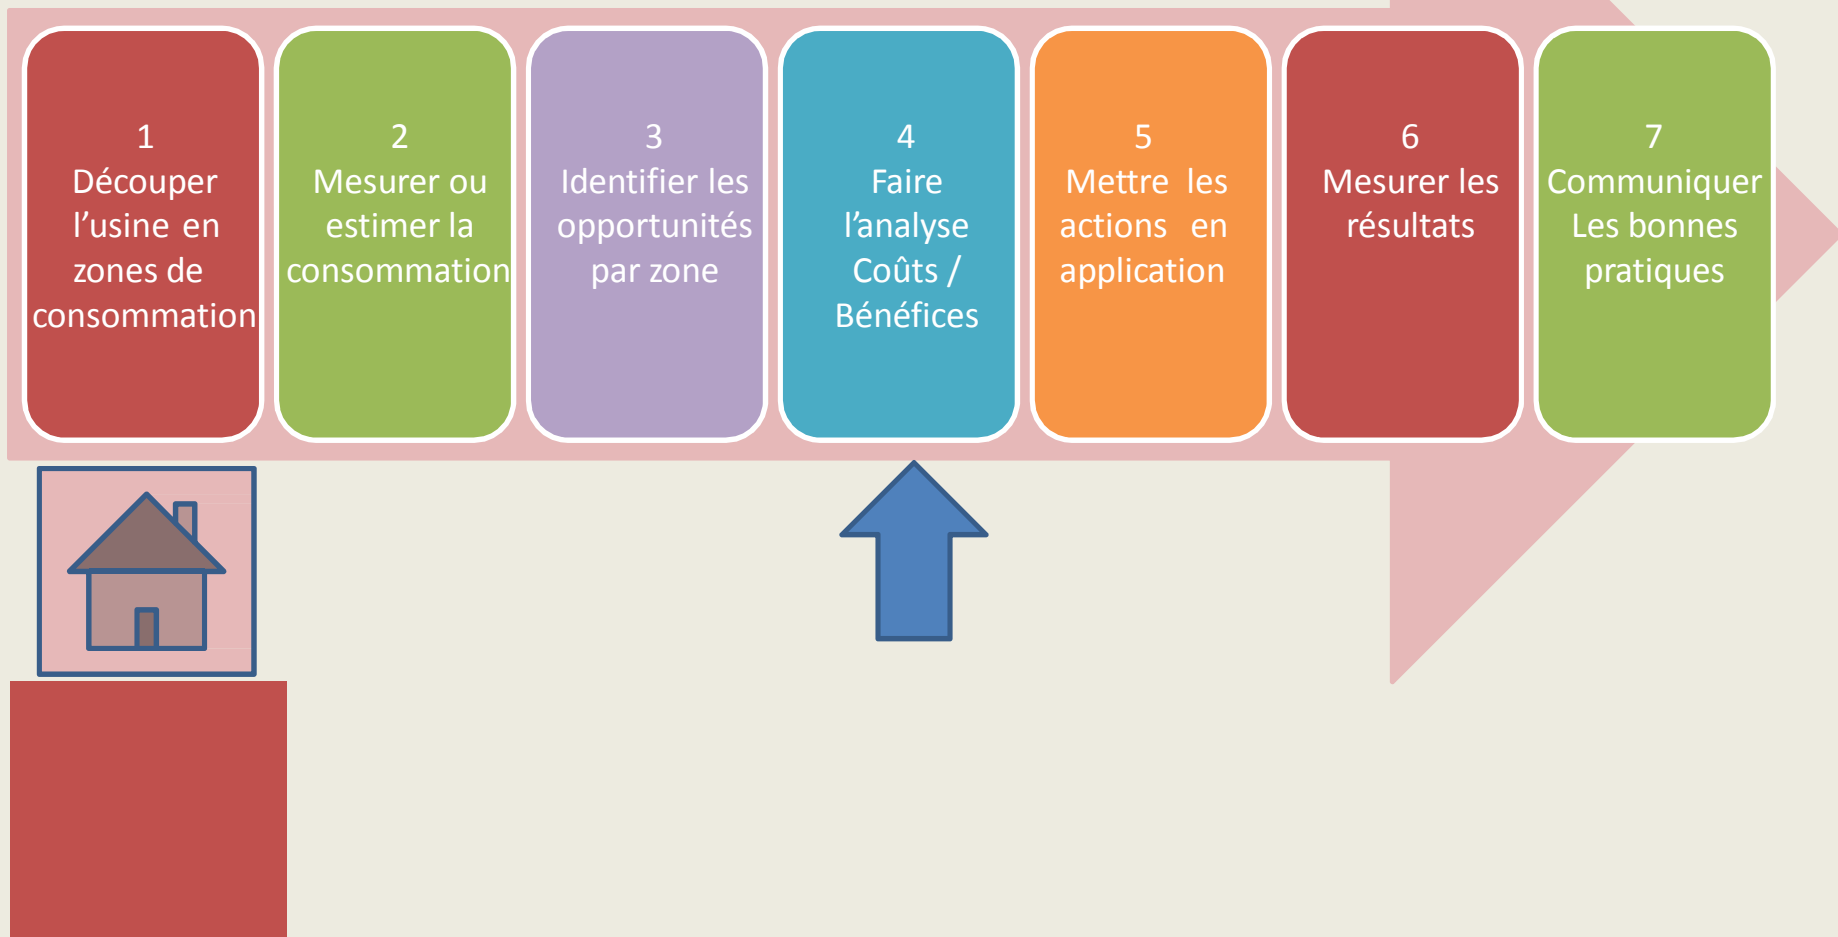 1
Découper
l’usine en
zones de
consommation
2
Mesurer ou
estimer la
consommation
3
Identifier les
opportunités
par zone
4
Faire
l’analyse
Coûts /
Bénéfices
5
Mettre les
actions en
application
6
Mesurer les
résultats
7
Communiquer
Les bonnes
pratiques